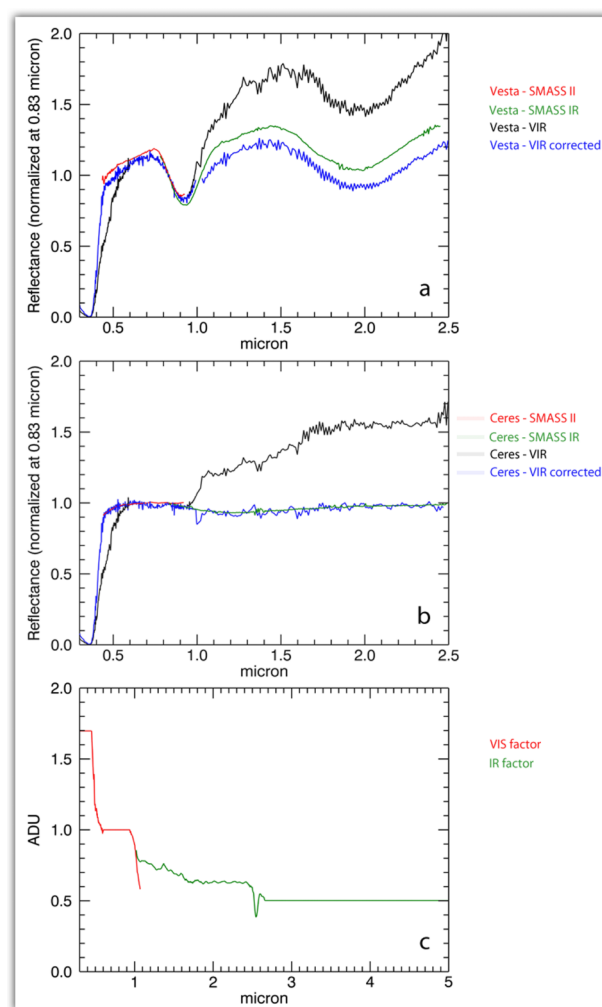 2.0
1.5
1.0
0.5
0.0
Reflectance (normalized at 0.83 micron)
0.5 1.0 1.5 2.0 2.5
micron
a
Vesta - SMASS II
Vesta - SMASS IR
Vesta - VIR
Vesta - VIR corrected
2.0
1.5
1.0
0.5
0.0
Reflectance (normalized at 0.83 micron)
0.5 1.0 1.5 2.0 2.5
micron
b
Ceres - SMASS II
Ceres - SMASS IR
Ceres - VIR
Ceres - VIR corrected
2.0
1.5
1.0
0.5
0.0
ADU
1 2 3 4 5
micron
c
VIS factor
IR factor